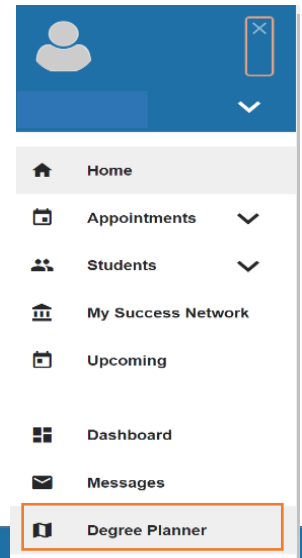 Home
Appointments
Students
My Success Network
Upcoming
Dashboard
Messages
Degree Planner